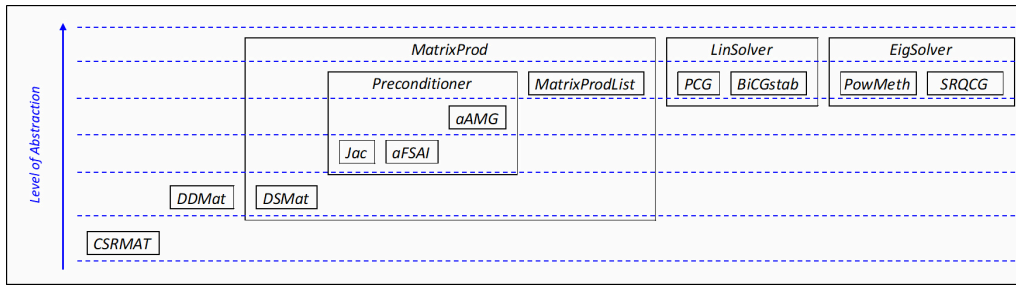 MatrixProd
LinSolver
EigSolver
Preconditioner
MatrixProdList
PCG
BiCGstab
PowMeth
SRQCG
aAMG
Jac
aFSAI
DDMat
DSMat
CSRMAT
Level of Abstraction